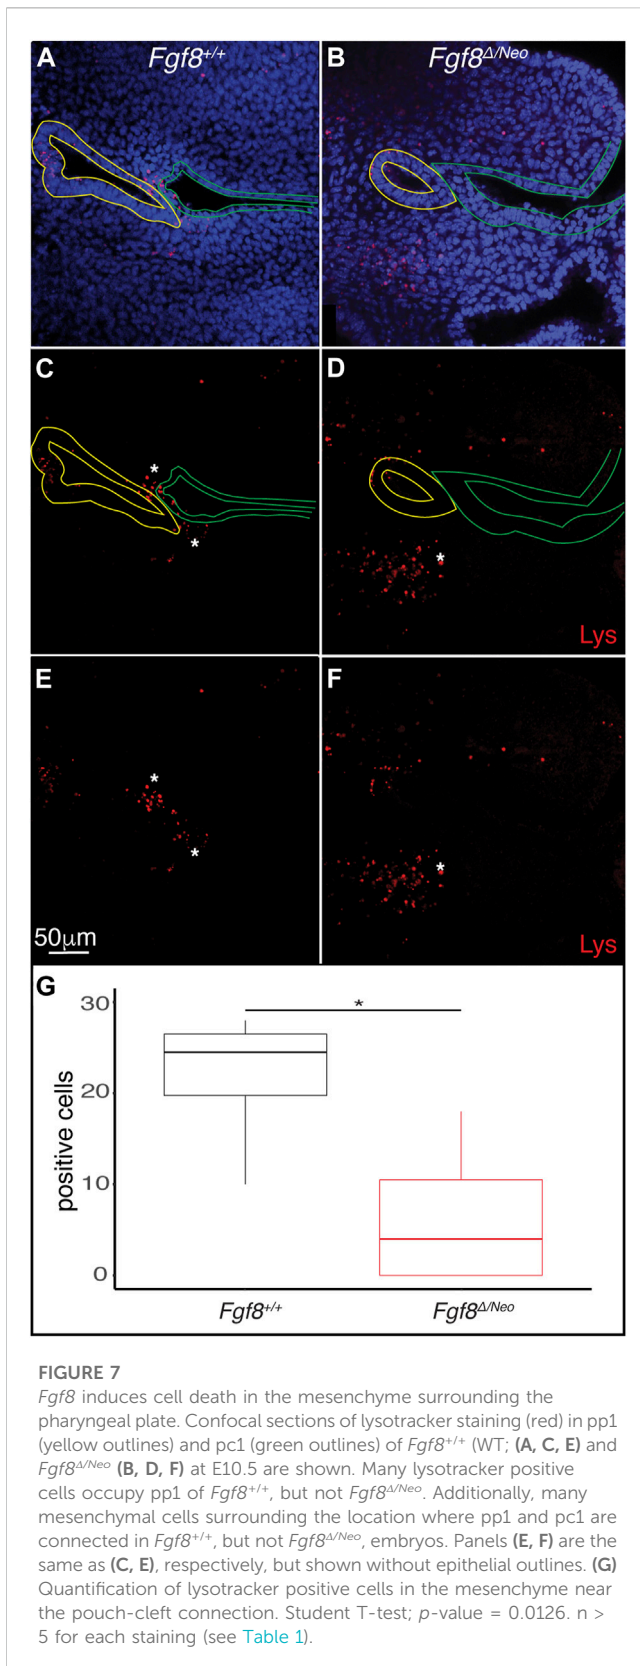 A
Fgf8+/+
B
Fgf8Δ/Neo
C
*
*
D
*
Lys
E
*
*
50μm
F
*
Lys
G
30
20
10
0
positive cells
*
Fgf8+/+
Fgf8Δ/Neo
FIGURE 7
Fgf8 induces cell death in the mesenchyme surrounding the
pharyngeal plate. Confocal sections of lysotracker staining (red) in pp1
(yellow outlines) and pc1 (green outlines) of Fgf8+/+ (WT; (A, C, E) and
Fgf8Δ/Neo (B, D, F) at E10.5 are shown. Many lysotracker positive
cells occupy pp1 of Fgf8+/+, but not Fgf8Δ/Neo. Additionally, many
mesenchymal cells surrounding the location where pp1 and pc1 are
connected in Fgf8+/+, but not Fgf8Δ/Neo, embryos. Panels (E, F) are the
same as (C, E), respectively, but shown without epithelial outlines. (G)
Quantification of lysotracker positive cells in the mesenchyme near
the pouch-cleft connection. Student T-test; p-value = 0.0126. n >
5 for each staining (see Table 1).